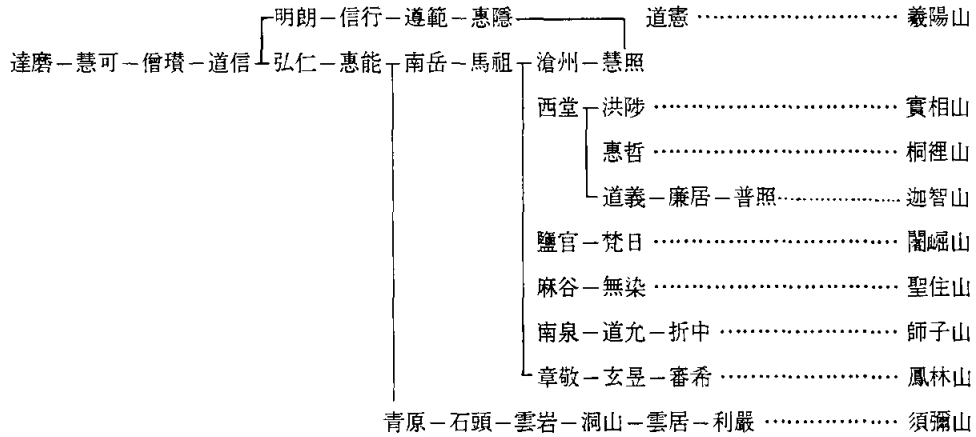 明朗－信行－遵範－惠隱 道憲 ⋯⋯⋯⋯⋯⋯ 羲陽山
達磨－慧可－僧璨－道信 弘仁－惠能 南岳－馬祖 滄州－慧照
西堂 洪陟 ⋯⋯⋯⋯⋯⋯ 實相山
惠哲 ⋯⋯⋯⋯⋯⋯ 桐裡山
道義－廉居－普照 ⋯⋯⋯⋯⋯⋯ 迦智山
鹽官－梵日 ⋯⋯⋯⋯⋯⋯ 闍崛山
麻谷－無染 ⋯⋯⋯⋯⋯⋯ 聖住山
南泉－道允－折中 ⋯⋯⋯⋯⋯⋯ 師子山
章敬－玄昱－審希 ⋯⋯⋯⋯⋯⋯ 鳳林山
青原－石頭－雲岩－洞山－雲居－利嚴 ⋯⋯⋯⋯⋯⋯ 須彌山